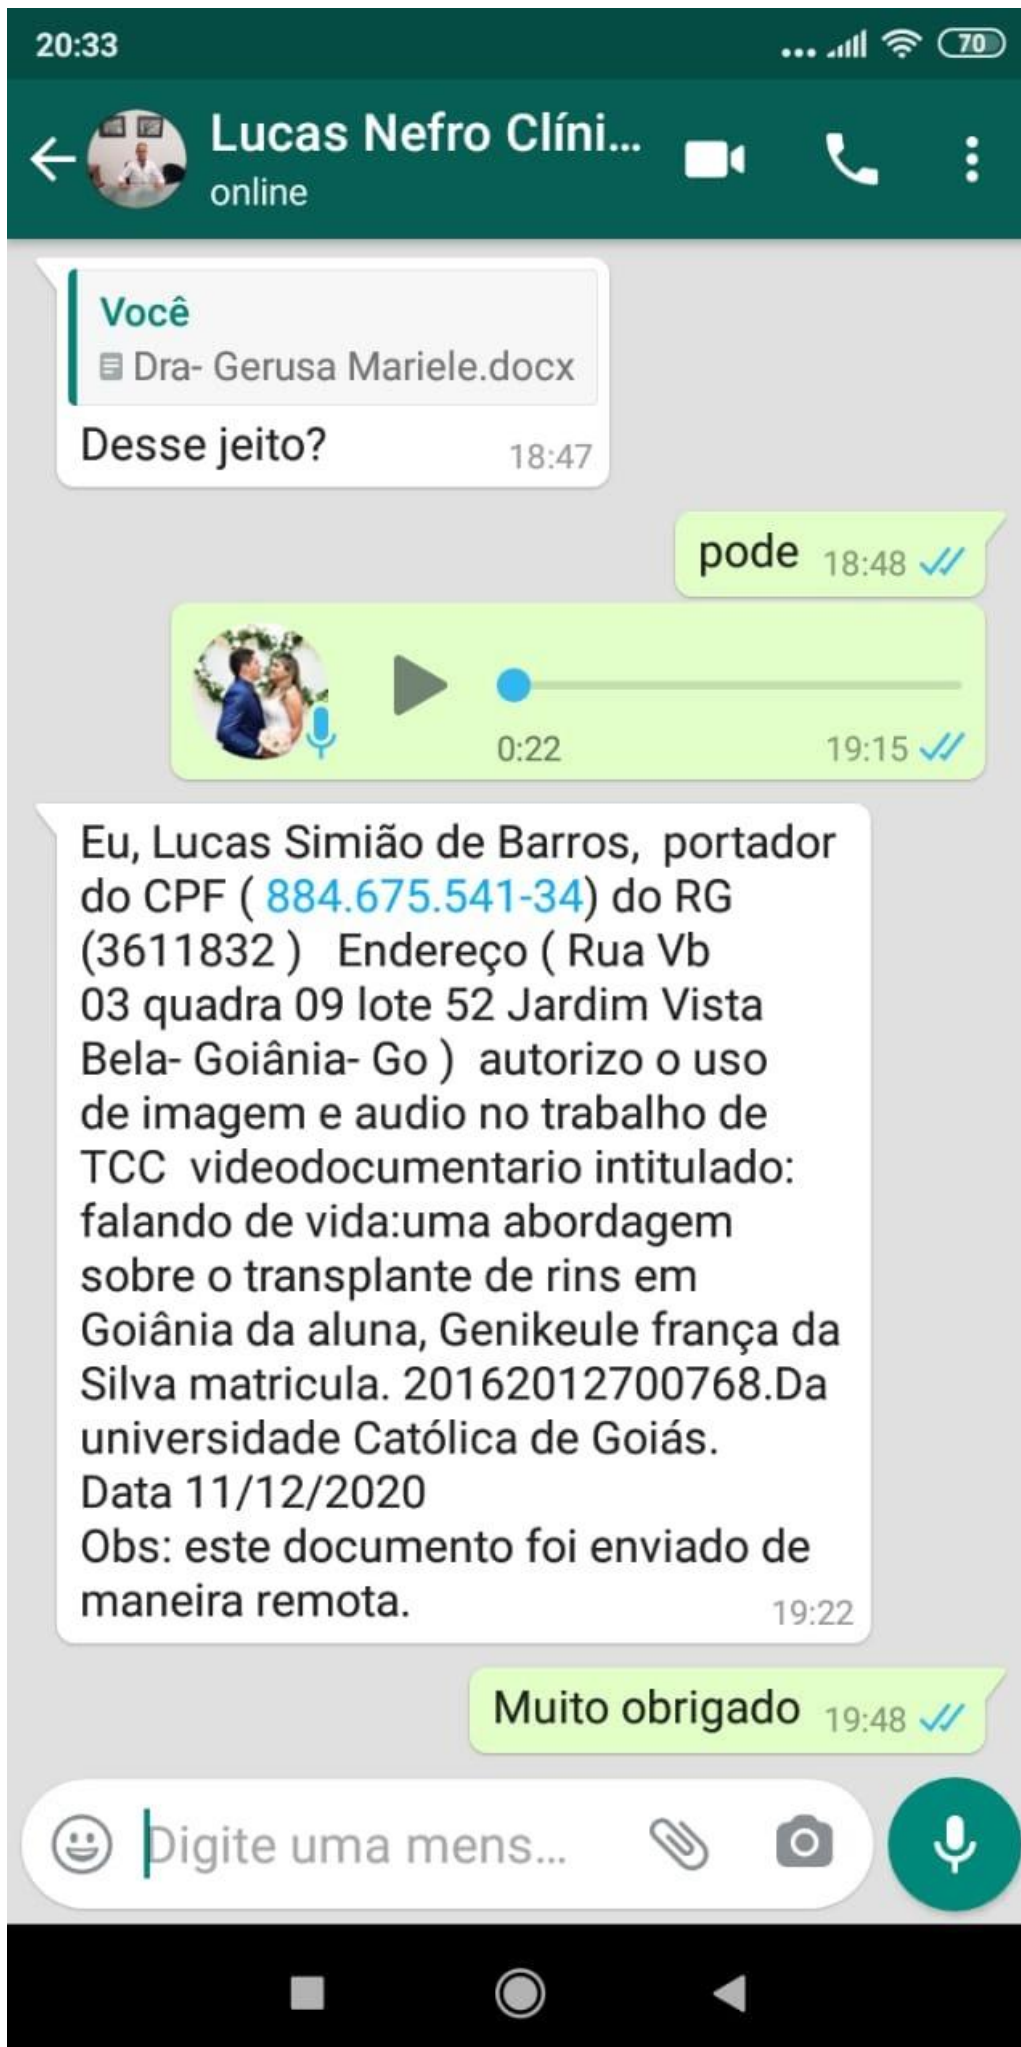 20:33
70
Lucas Nefro Clíni...
online
Você
Dra- Gerusa Mariele.docx
Desse jeito?
18:47
pode
18:48
0:22
19:15
Eu, Lucas Simião de Barros,  portador
do CPF ( 884.675.541-34) do RG
(3611832 )   Endereço ( Rua Vb
03 quadra 09 lote 52 Jardim Vista
Bela- Goiânia- Go )  autorizo o uso
de imagem e audio no trabalho de
TCC  videodocumentario intitulado:
falando de vida:uma abordagem
sobre o transplante de rins em
Goiânia da aluna, Genikeule frança da
Silva matricula. 20162012700768.Da
universidade Católica de Goiás.
Data 11/12/2020
Obs: este documento foi enviado de
maneira remota.
19:22
Muito obrigado
19:48
Digite uma mens...